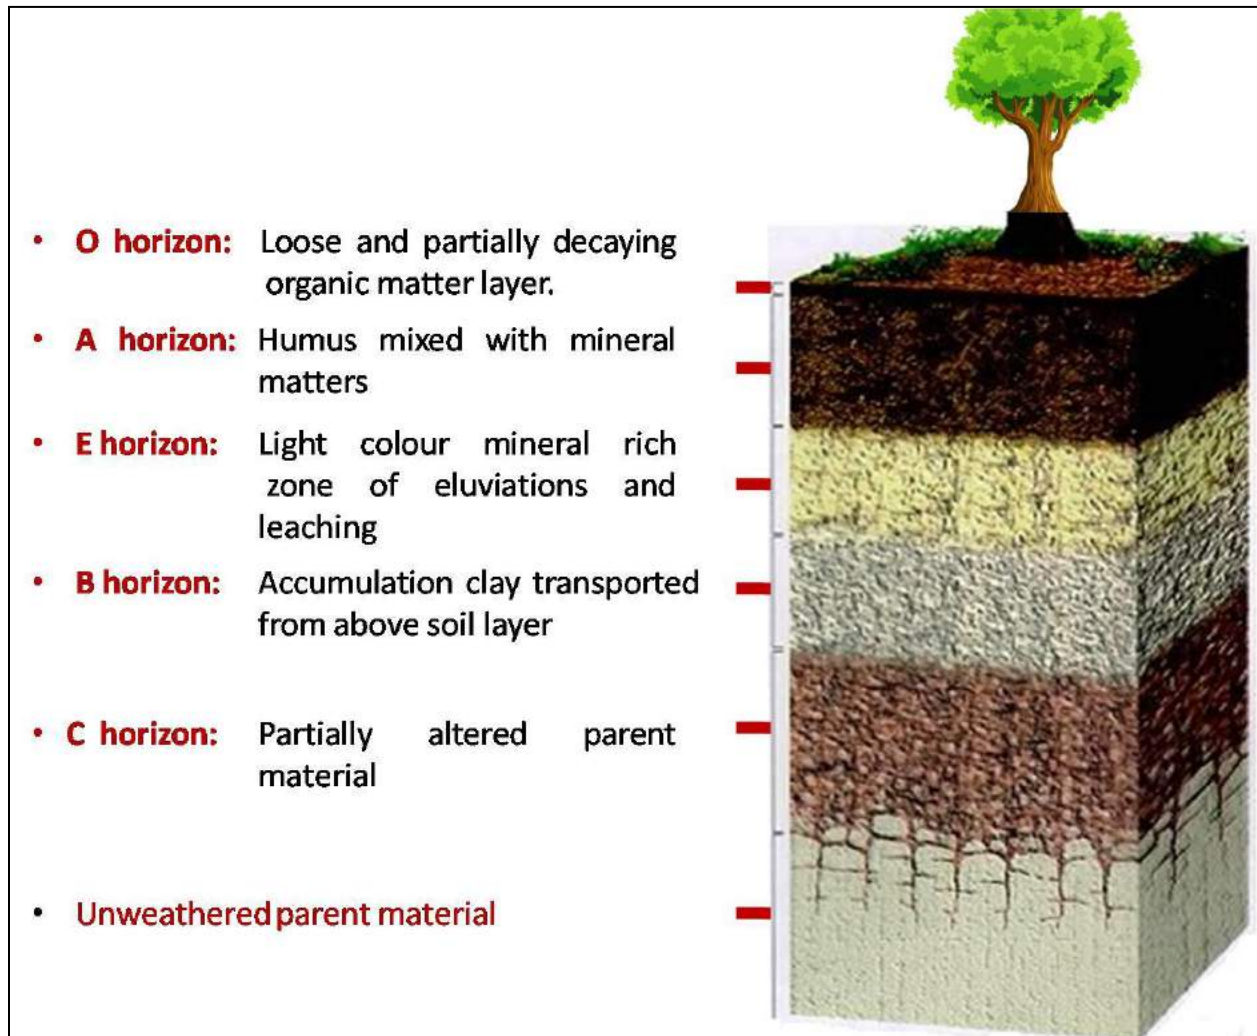 • O horizon: Loose and partially decaying
organic matter layer.
• A horizon: Humus mixed with mineral
matters
• E horizon: Light colour mineral rich
zone of eluviations and
leaching
• B horizon: Accumulation clay transported
from above soil layer
• C horizon: Partially altered parent
material
• Unweathered parent material